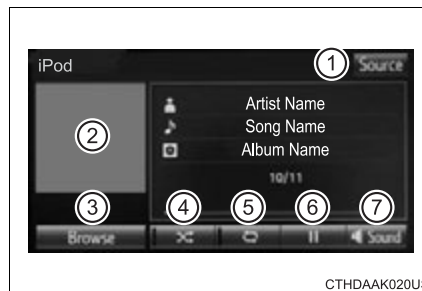 iPod
1
Source
2
Artist Name
Song Name
Album Name
10/11
3
4
5
6
7
Browse
Sound
CTHDAAK020US